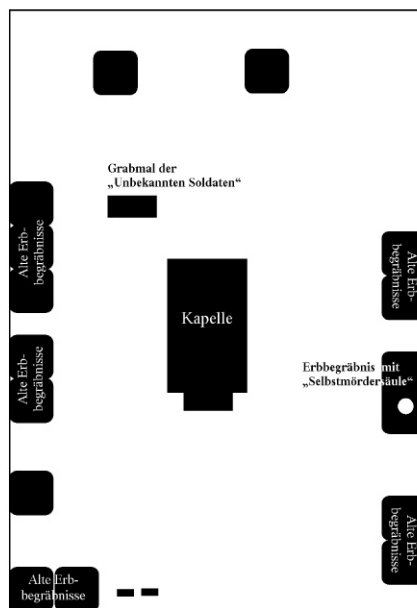 Grabmal der
„Unbekannten Soldaten“
Alte Erb-
begräbnisse
Alte Erb-
begräbnisse
Kapelle
Alte Erb-
begräbnisse
Erbbegräbnis mit
„Selbstmördersäule“
Alte Erb-
begräbnisse
Alte Erb-
begräbnisse